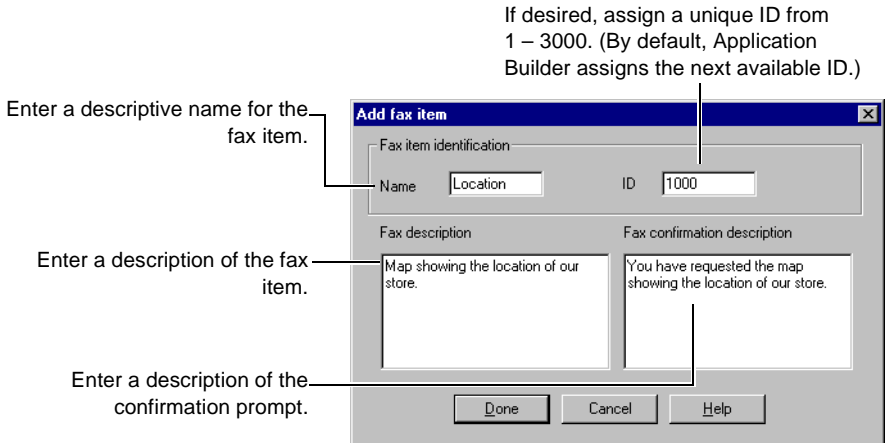 If desired, assign a unique ID from
1 – 3000. (By default, Application
Builder assigns the next available ID.)
Enter a descriptive name for the
fax item.
Add fax item
Fax item identification
Name Location ID 1000
Enter a description of the fax
item.
Fax description
Map showing the location of our
store.
Fax confirmation description
You have requested the map
showing the location of our store.
Enter a description of the
confirmation prompt.
Done Cancel Help